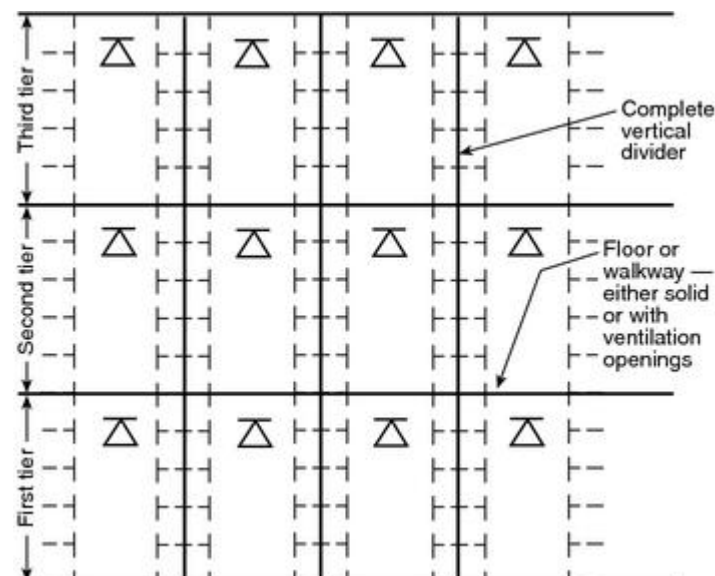 Third tier
Complete
vertical
divider
Second tier
Floor or
walkway —
either solid
or with
ventilation
openings
First tier